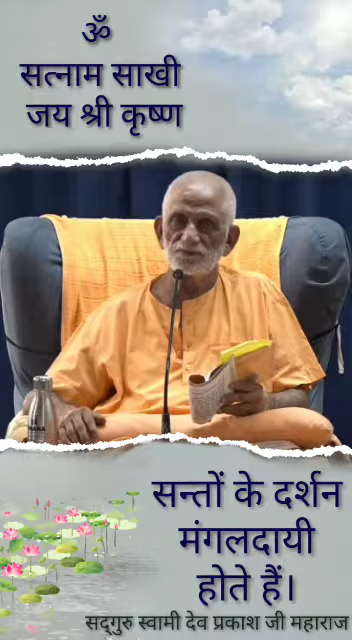 ॐ
सत्नाम साखी
जय श्री कृष्ण
सन्तों के दर्शन
मंगलदायी
होते हैं।
सद्गुरु स्वामी देव प्रकाश जी महाराज